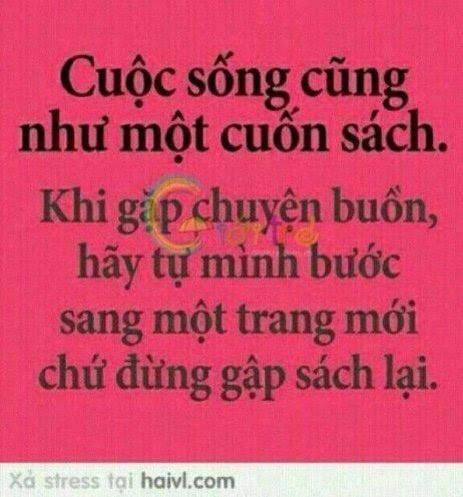 Cuộc sống cũng
như một cuốn sách.
Khi gặp chuyện buồn,
hãy tự mình bước
sang một trang mới
chứ đừng gập sách lại.
Xả stress tại haivl.com